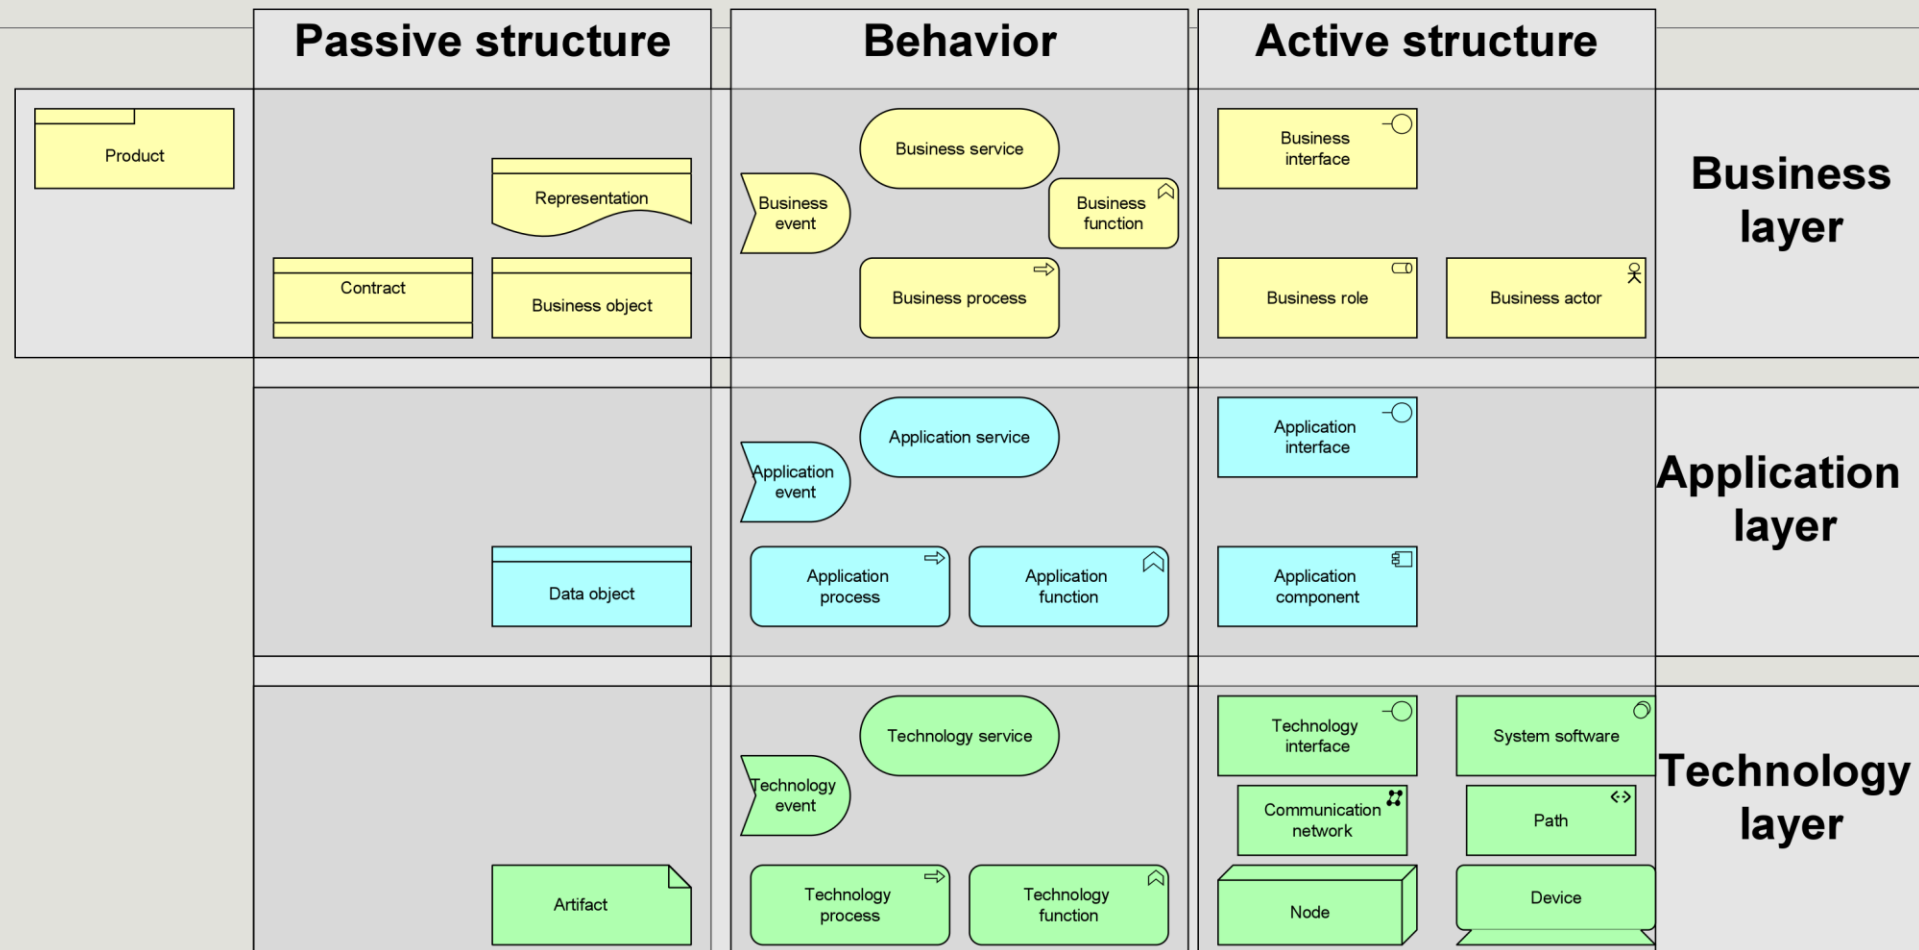 Passive structure
Behavior
Active structure
Product
Representation
Contract
Business object
Business service
Business
event
Business
function
Business process
Business
interface
Business role
Business actor
Business
layer
Data object
Application service
Application
event
Application
process
Application
function
Application
interface
Application
component
Application
layer
Artifact
Technology service
Technology
event
Technology
process
Technology
function
Technology
interface
System software
Communication
network
Path
Node
Device
Technology
layer